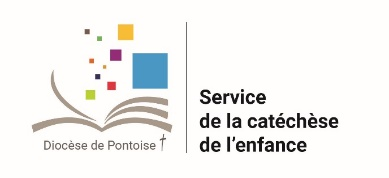 Diocèse de Pontoise
Service
de la catéchèse
de l'enfance